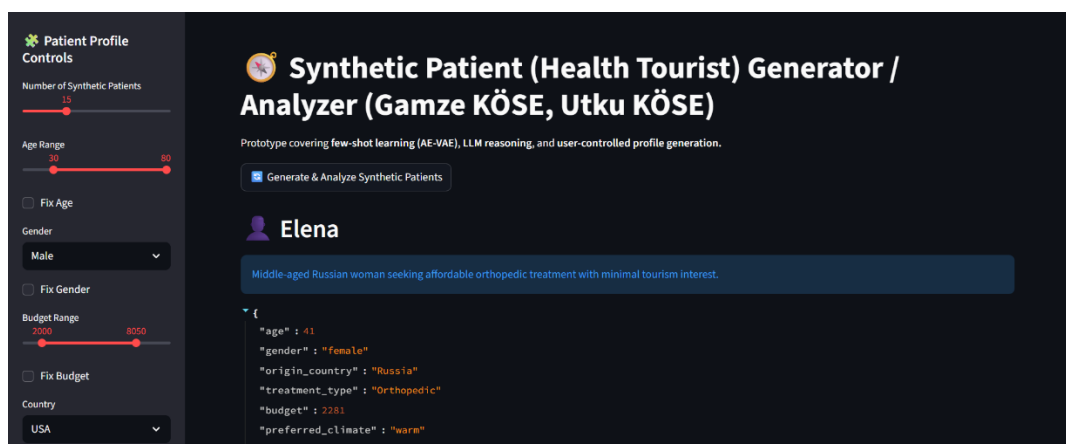 Patient Profile
Controls
Number of Synthetic Patients
15
Age Range
30 80
Fix Age
Gender
Male
Fix Gender
Budget Range
2000 8050
Fix Budget
Country
USA
Synthetic Patient (Health Tourist) Generator /
Analyzer (Gamze KÖSE, Utku KÖSE)
Prototype covering few-shot learning (AE-VAE), LLM reasoning, and user-controlled profile generation.
Generate & Analyze Synthetic Patients
Elena
Middle-aged Russian woman seeking affordable orthopedic treatment with minimal tourism interest.
{
"age" : 41
"gender" : "female"
"origin_country" : "Russia"
"treatment_type" : "Orthopedic"
"budget" : 2281
"preferred_climate" : "warm"